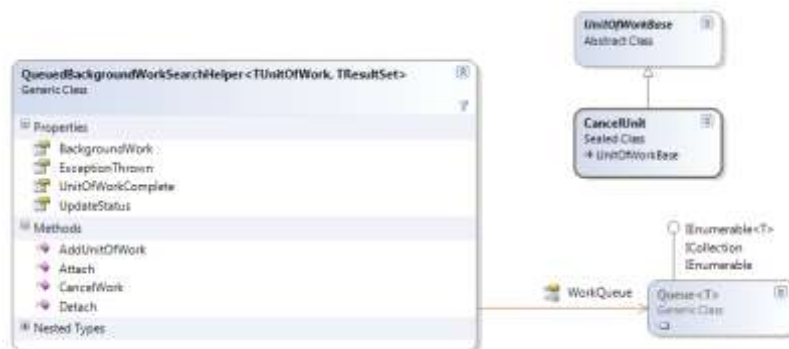 UnitOfWorkBase
Abstract Class
QueuedBackgroundWorkSearchHelper<TUnitOfWork, TResultSet>
Generic Class
Properties
BackgroundWork
ExceptionThrown
UnitOfWorkComplete
UpdateStatus
Methods
AddUnitOfWork
Attach
CancelWork
Detach
Nested Types
CancelUnit
Sealed Class
UnitOfWorkBase
IEnumerable<T>
ICollection
IEnumerable
WorkQueue
Queue<T>
Generic Class